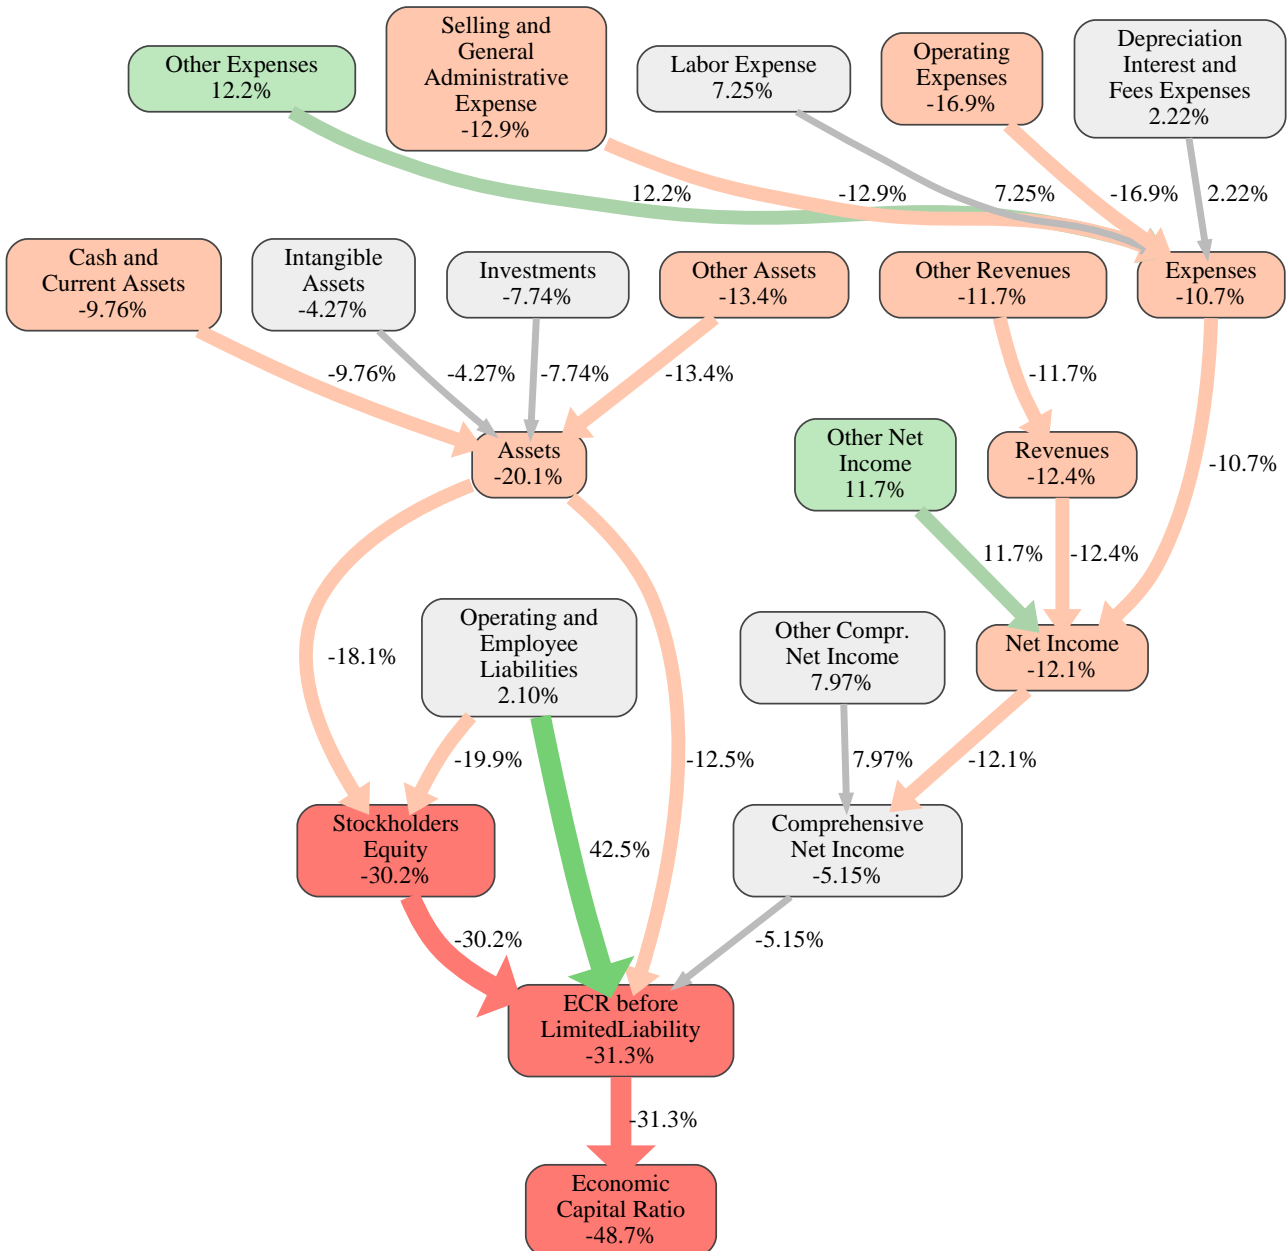 Other Expenses
12.2%
Selling and
General
Administrative
Expense
-12.9%
Labor Expense
7.25%
Operating
Expenses
-16.9%
Depreciation
Interest and
Fees Expenses
2.22%
12.2%
-12.9%
7.25%
-16.9%
2.22%
Cash and
Current Assets
-9.76%
Intangible
Assets
-4.27%
Investments
-7.74%
Other Assets
-13.4%
Other Revenues
-11.7%
Expenses
-10.7%
-9.76%
-4.27%
-7.74%
-13.4%
-11.7%
-10.7%
Assets
-20.1%
Other Net
Income
11.7%
Revenues
-12.4%
11.7%
-12.4%
Operating and
Employee
Liabilities
2.10%
Other Compr.
Net Income
7.97%
Net Income
-12.1%
-18.1%
-19.9%
-12.5%
7.97%
-12.1%
Stockholders
Equity
-30.2%
42.5%
Comprehensive
Net Income
-5.15%
-30.2%
-5.15%
ECR before
LimitedLiability
-31.3%
-31.3%
Economic
Capital Ratio
-48.7%